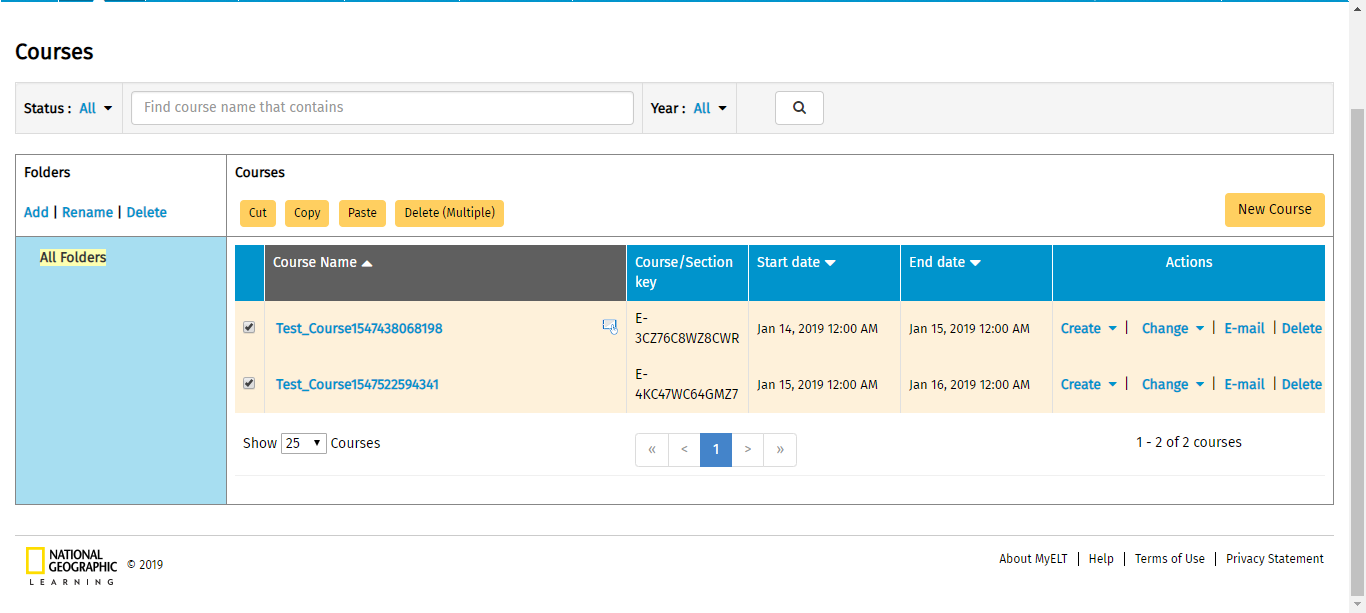 Courses
Status : All
Find course name that contains
Year : All
Folders
Add | Rename | Delete
All Folders
Courses
Cut Copy Paste Delete (Multiple)
New Course
Course Name Course/Section key Start date End date Actions
Test_Course1547438068198 E-3CZ76C8WZ8CWR Jan 14, 2019 12:00 AM Jan 15, 2019 12:00 AM Create | Change | E-mail | Delete
Test_Course1547522594341 E-4KC47WC64GMZ7 Jan 15, 2019 12:00 AM Jan 16, 2019 12:00 AM Create | Change | E-mail | Delete
Show 25 Courses
« < 1 > »
1 - 2 of 2 courses
NATIONAL
GEOGRAPHIC
LEARNING
© 2019
About MyELT | Help | Terms of Use | Privacy Statement